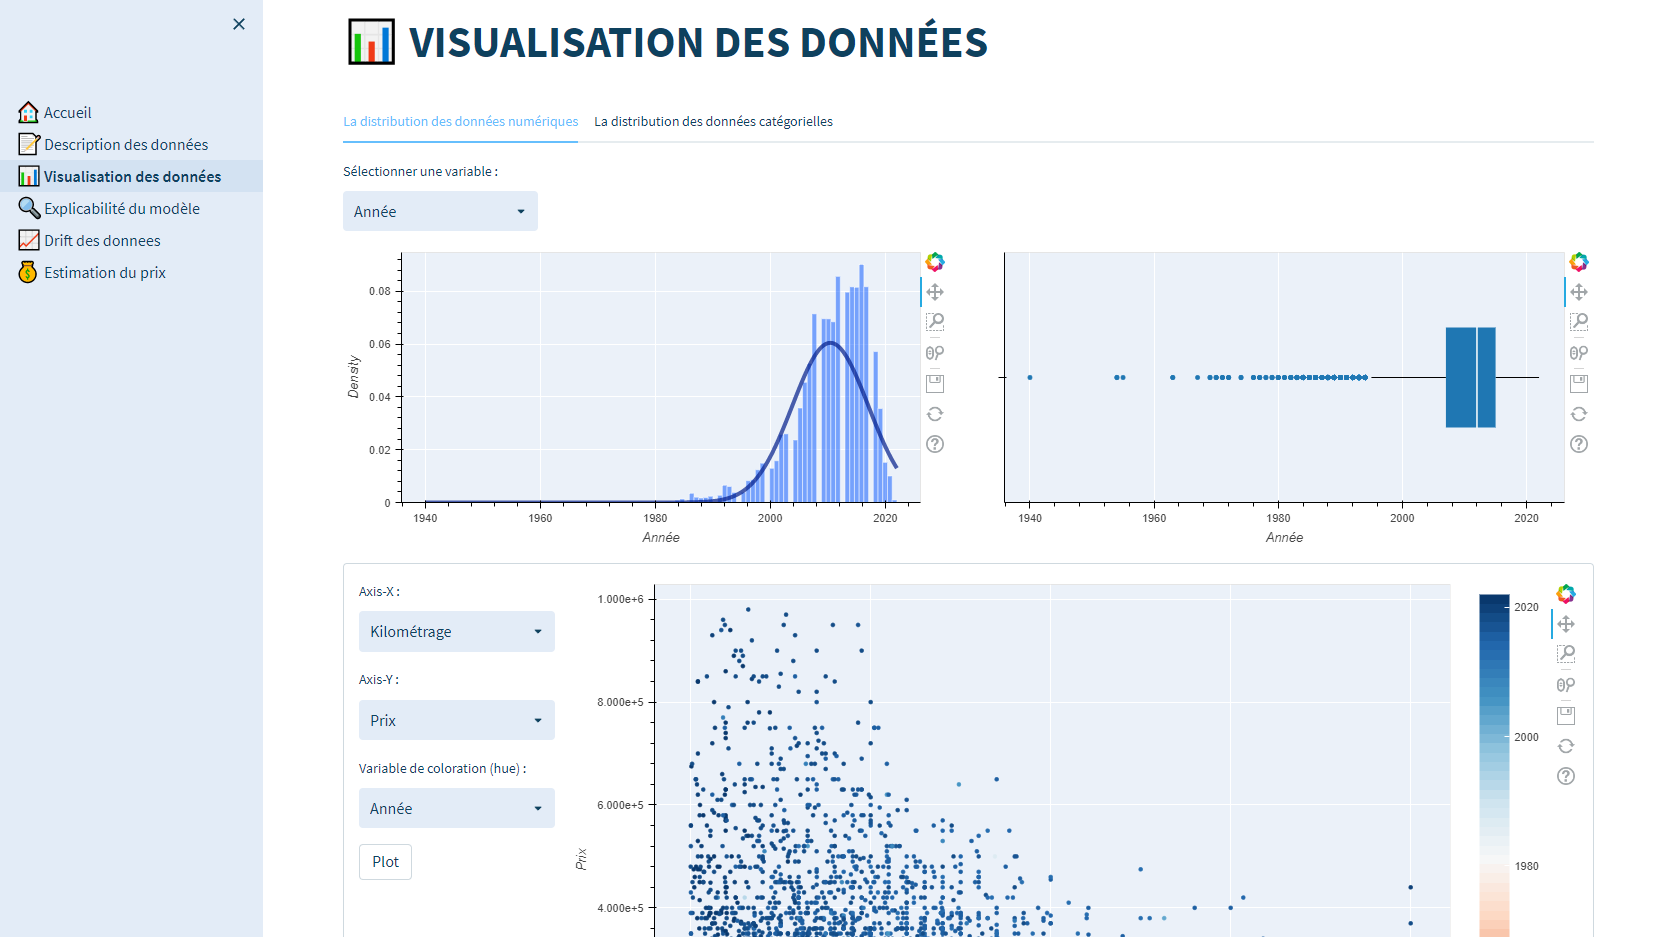 ×
Accueil
Description des données
Visualisation des données
Explicabilité du modèle
Drift des donnees
Estimation du prix
VISUALISATION DES DONNÉES
La distribution des données numériques
La distribution des données catégorielles
Sélectionner une variable :
Année
Density
0.08
0.06
0.04
0.02
0
1940
1960
1980
2000
2020
Année
1940
1960
1980
2000
2020
Année
Axis-X :
Kilométrage
Axis-Y :
Prix
Variable de coloration (hue) :
Année
Plot
Prix
1.000e+6
8.000e+5
6.000e+5
4.000e+5
2020
2000
1980